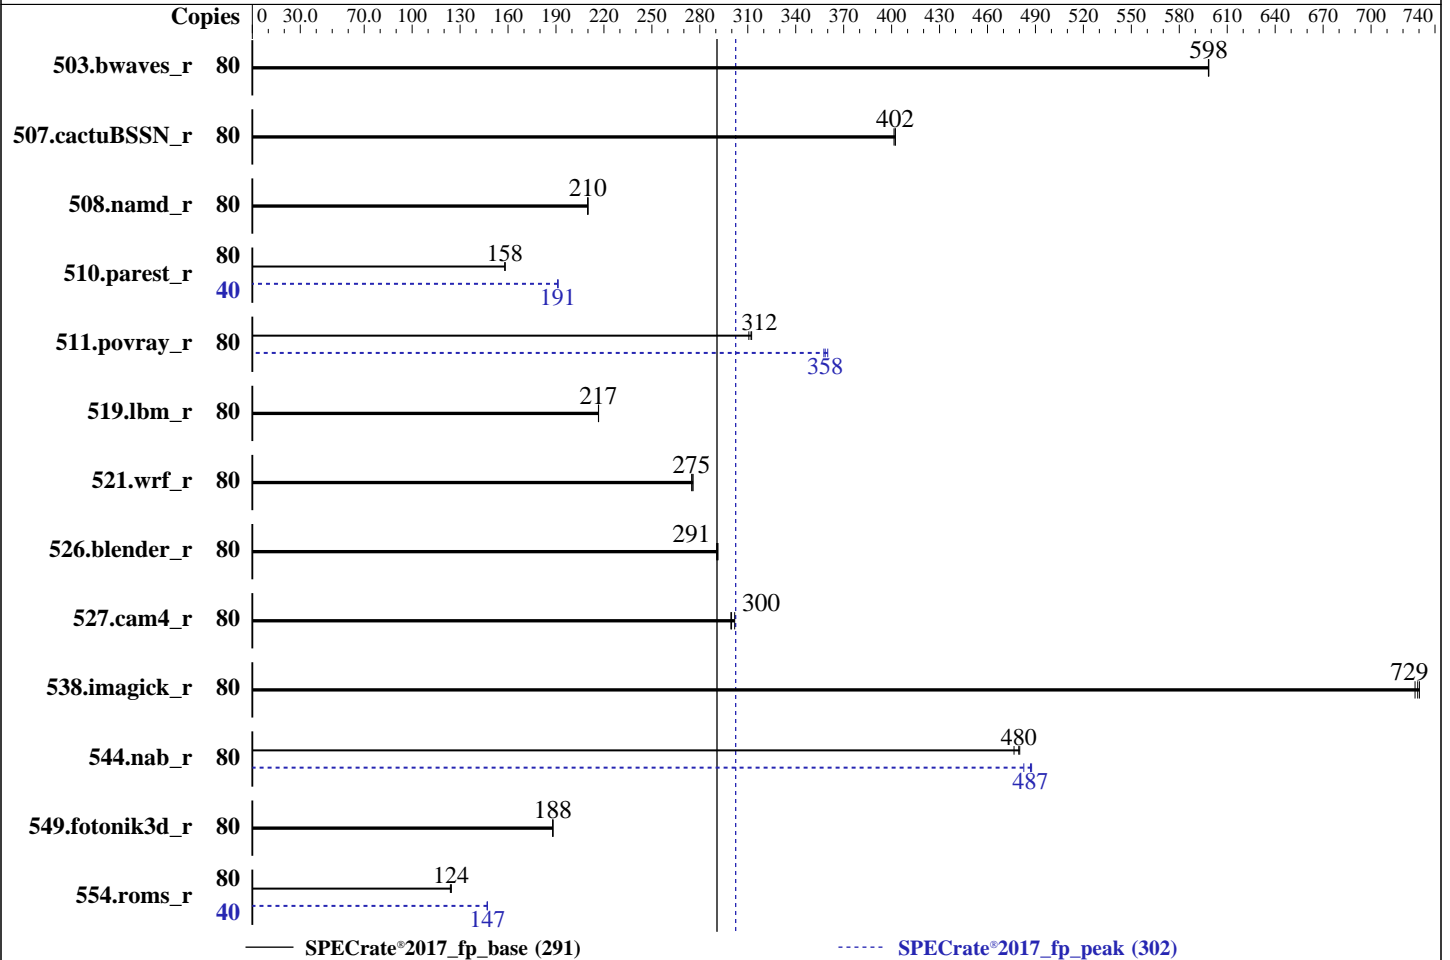 Copies 0 30.0 70.0 100 130 160 190 220 250 280 310 340 370 400 430 460 490 520 550 580 610 640 670 700 740
503.bwaves_r 80 598
507.cactuBSSN_r 80 402
508.namd_r 80 210
510.parest_r 80 158
40 191
511.povray_r 80 312
358
519.lbm_r 80 217
521.wrf_r 80 275
526.blender_r 80 291
527.cam4_r 80 300
538.imagick_r 80 729
544.nab_r 80 480
487
549.fotonik3d_r 80 188
554.roms_r 80 124
40 147
SPECrate®2017_fp_base (291) SPECrate®2017_fp_peak (302)